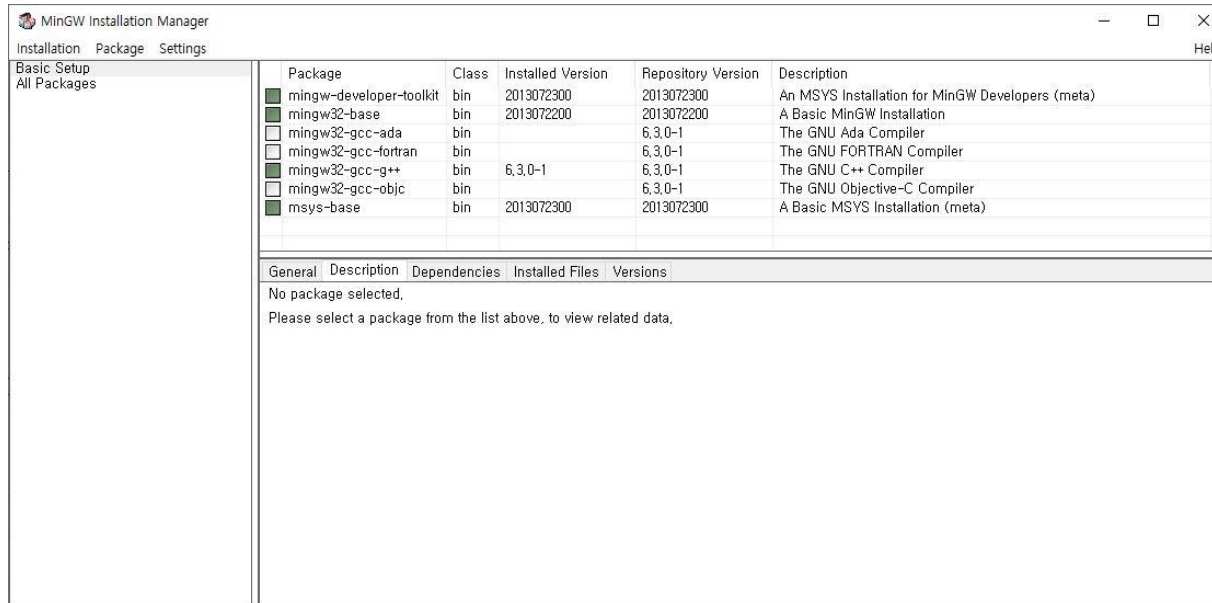 MinGW Installation Manager
Installation Package Settings Hel
Basic Setup
All Packages
Package Class Installed Version Repository Version Description
mingw-developer-toolkit bin 2013072300 2013072300 An MSYS Installation for MinGW Developers (meta)
mingw32-base bin 2013072200 2013072200 A Basic MinGW Installation
mingw32-gcc-ada bin 6,3,0-1 The GNU Ada Compiler
mingw32-gcc-fortran bin 6,3,0-1 The GNU FORTRAN Compiler
mingw32-gcc-g++ bin 6,3,0-1 6,3,0-1 The GNU C++ Compiler
mingw32-gcc-objc bin 6,3,0-1 The GNU Objective-C Compiler
msys-base bin 2013072300 2013072300 A Basic MSYS Installation (meta)
General Description Dependencies Installed Files Versions
No package selected,
Please select a package from the list above, to view related data,